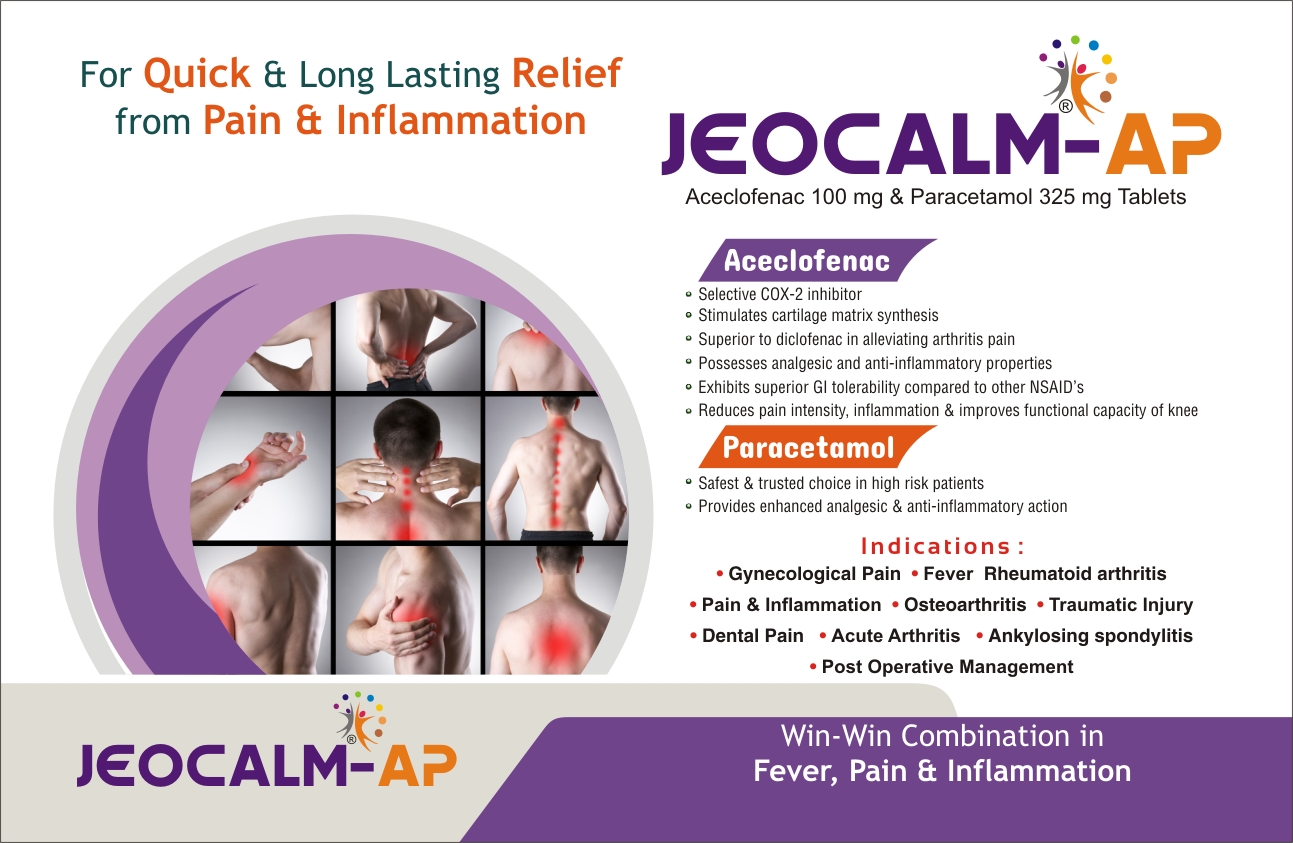 For Quick & Long Lasting Relief
from Pain & Inflammation
JEOCALM-AP
®
Aceclofenac 100 mg & Paracetamol 325 mg Tablets
Aceclofenac
• Selective COX-2 inhibitor
• Stimulates cartilage matrix synthesis
• Superior to diclofenac in alleviating arthritis pain
• Possesses analgesic and anti-inflammatory properties
• Exhibits superior GI tolerability compared to other NSAID's
• Reduces pain intensity, inflammation & improves functional capacity of knee
Paracetamol
• Safest & trusted choice in high risk patients
• Provides enhanced analgesic & anti-inflammatory action
Indications :
• Gynecological Pain • Fever Rheumatoid arthritis
• Pain & Inflammation • Osteoarthritis • Traumatic Injury
• Dental Pain • Acute Arthritis • Ankylosing spondylitis
• Post Operative Management
JEOCALM-AP
®
Win-Win Combination in
Fever, Pain & Inflammation